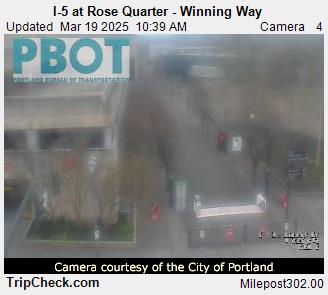 I-5 at Rose Quarter - Winning Way
Updated Mar 19 2025 10:39 AM Camera 4
PBOT
PORTLAND BUREAU OF TRANSPORTATION
Camera courtesy of the City of Portland
TripCheck.com Milepost302.00